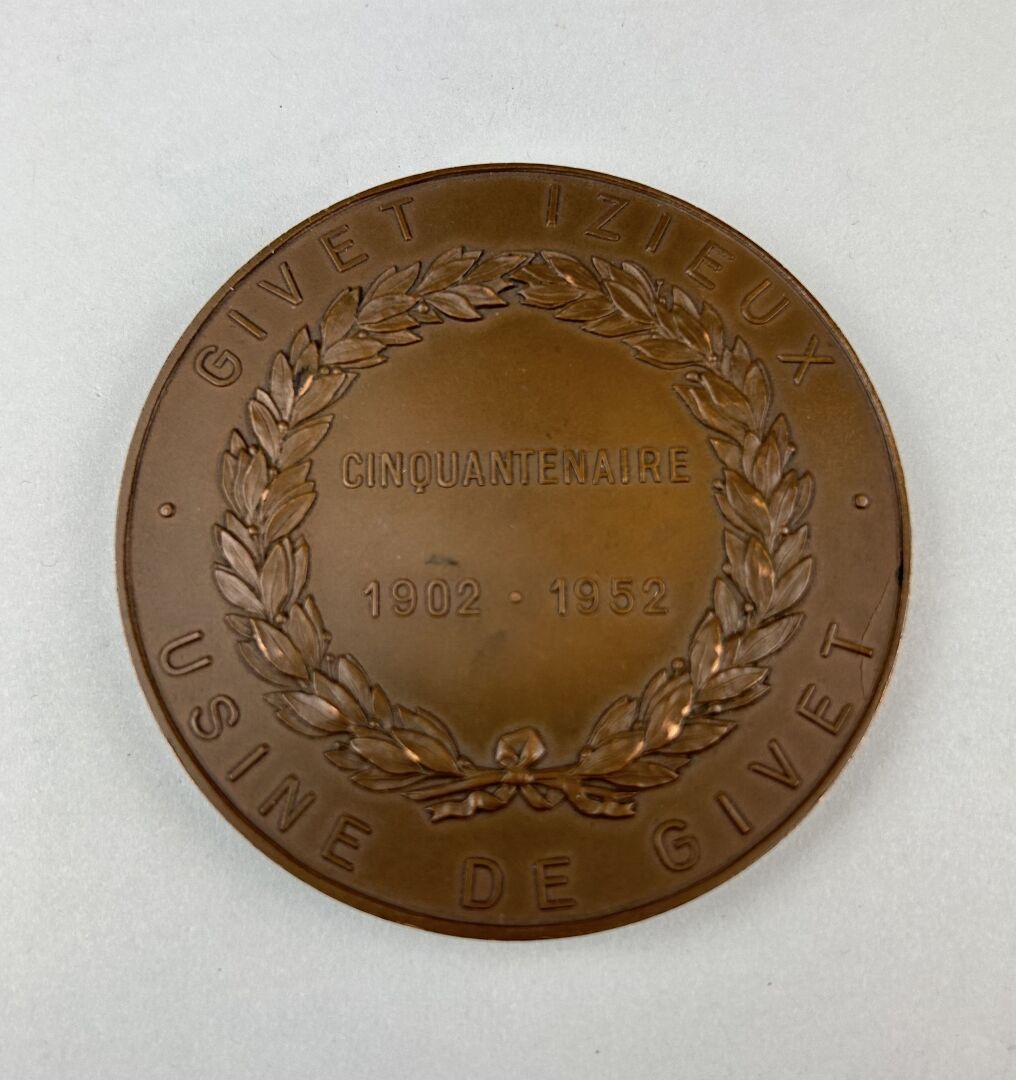 GIVET IZIEUX
CINQUANTENAIRE
1902 · 1952
USINE DE GIVET